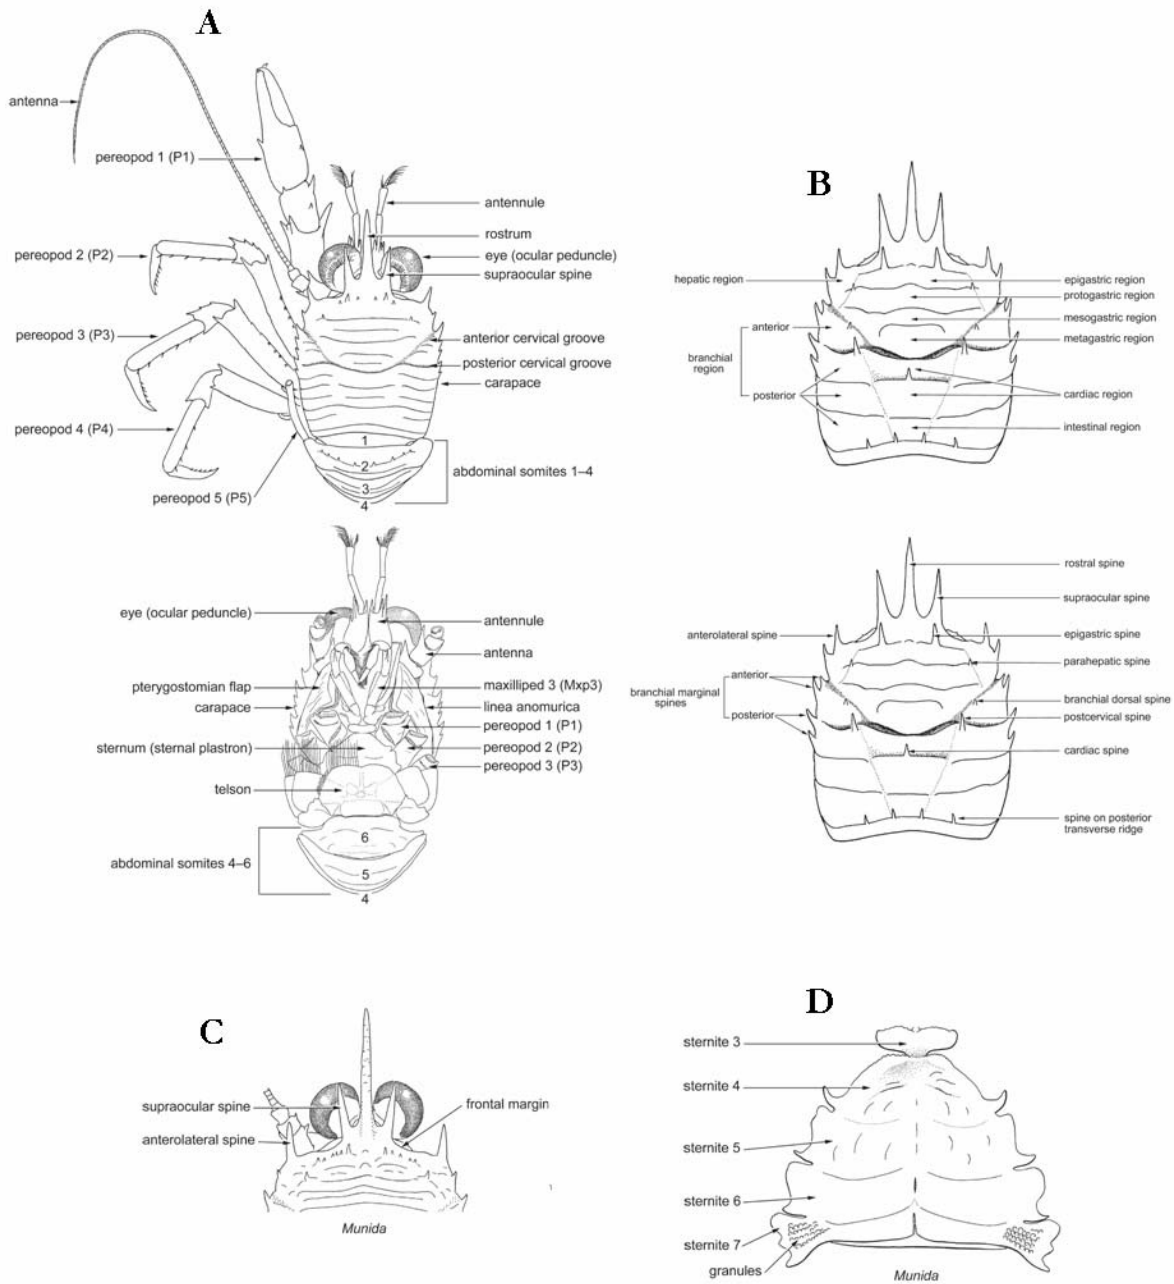 A
antenna
pereopod 1 (P1)
pereopod 2 (P2)
pereopod 3 (P3)
pereopod 4 (P4)
pereopod 5 (P5)
antennule
rostrum
eye (ocular peduncle)
supraocular spine
anterior cervical groove
posterior cervical groove
carapace
1
2
3
4
abdominal somites 1–4
eye (ocular peduncle)
pterygostomian flap
carapace
sternum (sternal plastron)
telson
abdominal somites 4–6
antennule
antenna
maxilliped 3 (Mxp3)
linea anomurica
pereopod 1 (P1)
pereopod 2 (P2)
pereopod 3 (P3)
6
5
4
B
hepatic region
anterior
branchial
region
posterior
epigastric region
protogastric region
mesogastric region
metagastric region
cardiac region
intestinal region
anterolateral spine
anterior
branchial marginal
spines
posterior
rostral spine
supraocular spine
epigastric spine
parahepatic spine
branchial dorsal spine
postcervical spine
cardiac spine
spine on posterior
transverse ridge
C
supraocular spine
anterolateral spine
frontal margin
Munida
D
sternite 3
sternite 4
sternite 5
sternite 6
sternite 7
granules
Munida